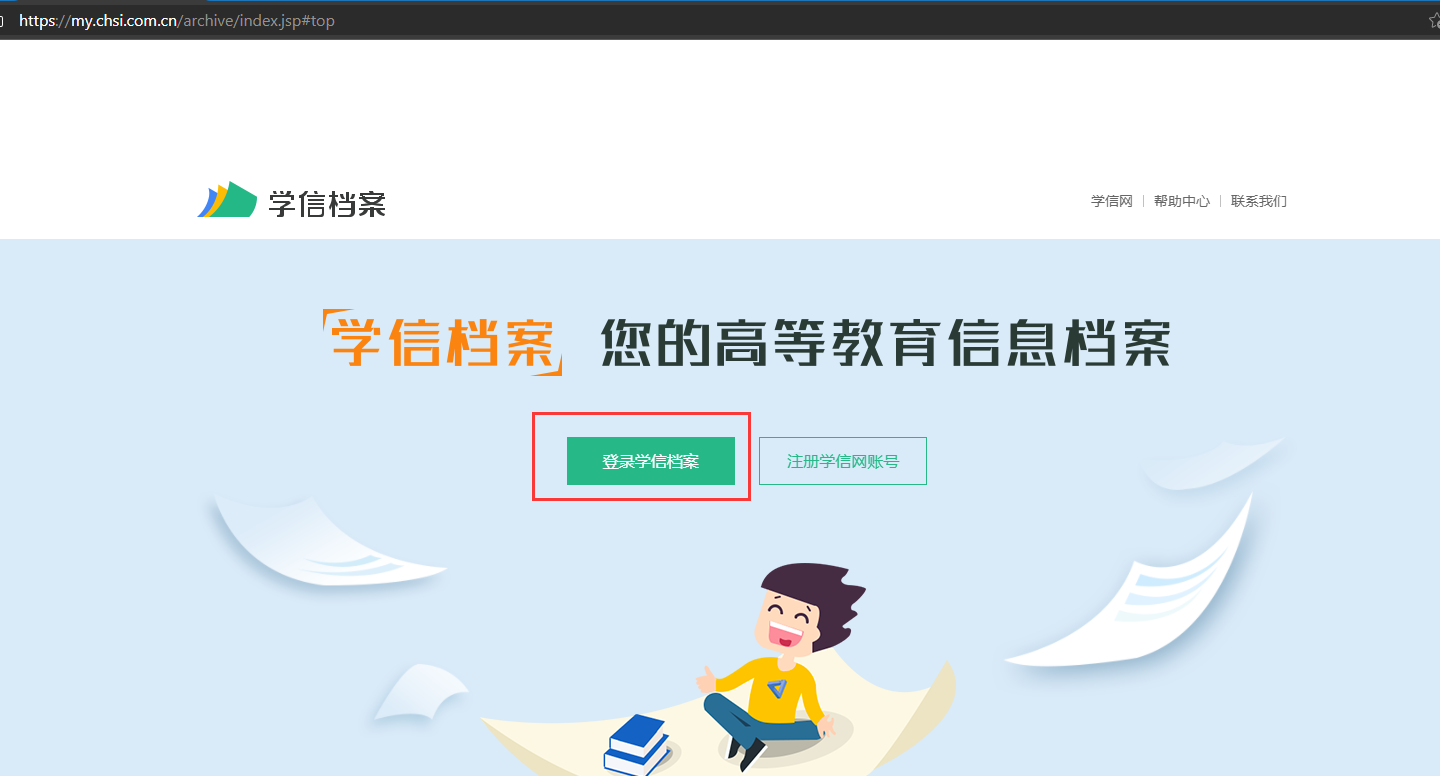 https://my.chsi.com.cn/archive/index.jsp#top
学信档案
学信网 | 帮助中心 | 联系我们
学信档案 您的高等教育信息档案
登录学信档案 注册学信网账号